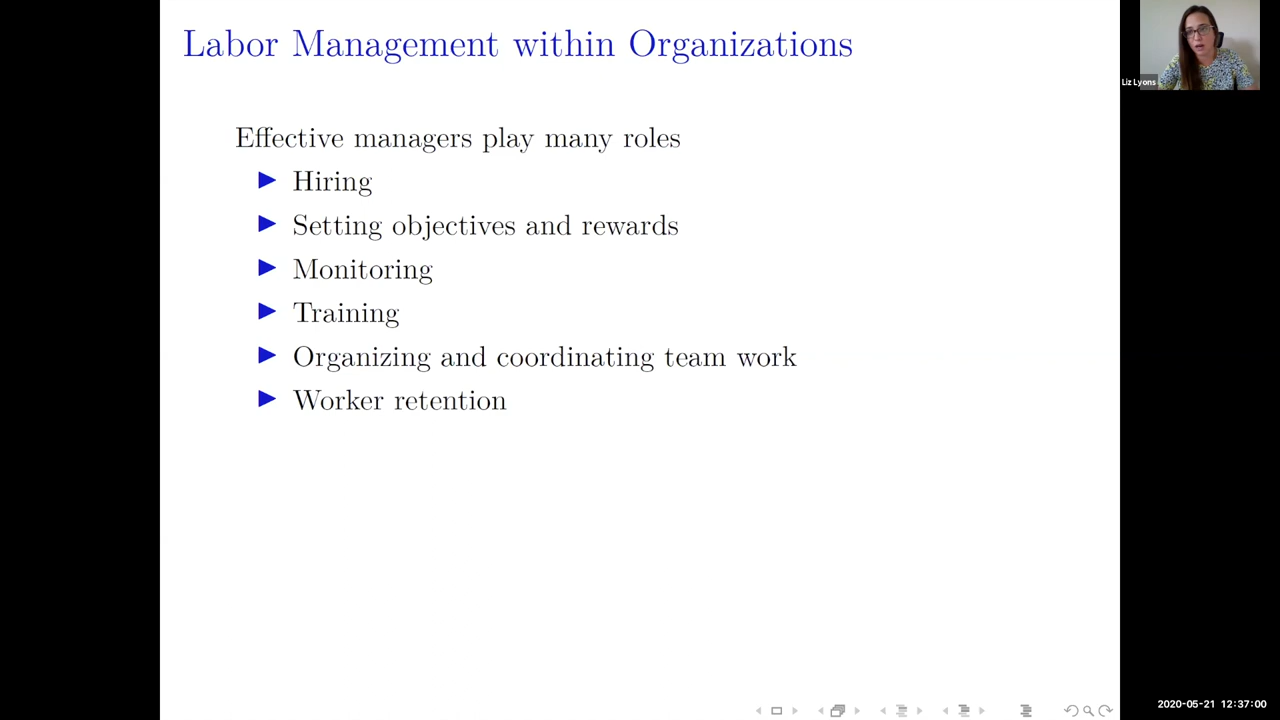 Labor Management within Organizations
Liz Lyons
Effective managers play many roles
Hiring
Setting objectives and rewards
Monitoring
Training
Organizing and coordinating team work
Worker retention
2020-05-21 12:37:00